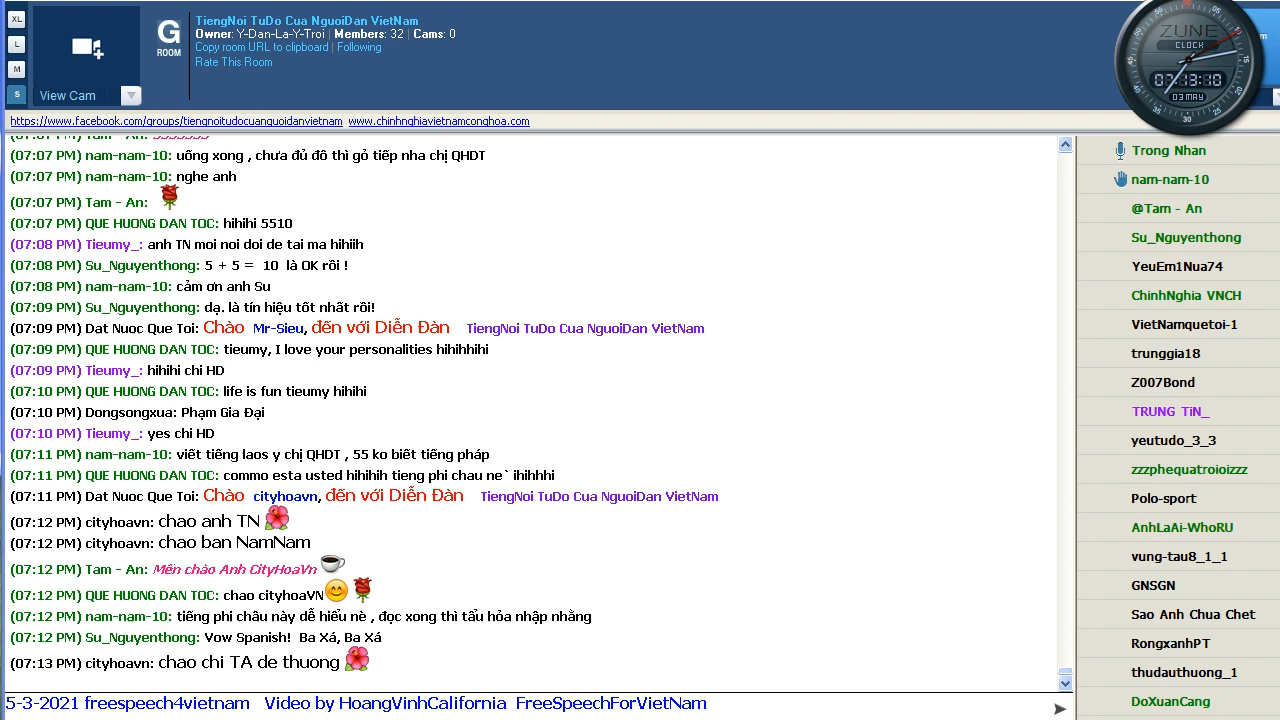 XL
L
M
S
View Cam
G
ROOM
TiengNoi TuDo Cua NguoiDan VietNam
Owner: Y-Dan-La-Y-Troi | Members: 32 | Cams: 0
Copy room URL to clipboard | Following
Rate This Room
ZUNE
CLOCK
07:13:10
03 MAY
https://www.facebook.com/groups/tiengnoitudocuanguoidanvietnam www.chinhnghiavietnamconghoa.com
(07:07 PM) Tam - An: 5555555
(07:07 PM) nam-nam-10: uống xong , chưa đủ đô thì gỏ tiếp nha chị QHDT
(07:07 PM) nam-nam-10: nghe anh
(07:07 PM) Tam - An:
(07:07 PM) QUE HUONG DAN TOC: hihihi 5510
(07:08 PM) Tieumy_: anh TN moi noi doi de tai ma hihiih
(07:08 PM) Su_Nguyenthong: 5 + 5 = 10 là OK rồi !
(07:08 PM) nam-nam-10: cảm ơn anh Su
(07:09 PM) Su_Nguyenthong: dạ. là tín hiệu tốt nhất rồi!
(07:09 PM) Dat Nuoc Que Toi: Chào Mr-Sieu, đến với Diễn Đàn TiengNoi TuDo Cua NguoiDan VietNam
(07:09 PM) QUE HUONG DAN TOC: tieumy, I love your personalities hihihhihi
(07:09 PM) Tieumy_: hihihi chi HD
(07:10 PM) QUE HUONG DAN TOC: life is fun tieumy hihihi
(07:10 PM) Dongsongxua: Phạm Gia Đại
(07:10 PM) Tieumy_: yes chi HD
(07:11 PM) nam-nam-10: viết tiếng laos y chị QHDT , 55 ko biết tiếng pháp
(07:11 PM) QUE HUONG DAN TOC: commo esta usted hihihih tieng phi chau ne` ihihhhi
(07:11 PM) Dat Nuoc Que Toi: Chào cityhoavn, đến với Diễn Đàn TiengNoi TuDo Cua NguoiDan VietNam
(07:12 PM) cityhoavn: chao anh TN
(07:12 PM) cityhoavn: chao ban NamNam
(07:12 PM) Tam - An: Mến chào Anh CityHoaVn
(07:12 PM) QUE HUONG DAN TOC: chao cityhoaVN
(07:12 PM) nam-nam-10: tiếng phi châu này dễ hiểu nè , đọc xong thì tẩu hỏa nhập nhằng
(07:12 PM) Su_Nguyenthong: Vow Spanish! Ba Xá, Ba Xá
(07:13 PM) cityhoavn: chao chi TA de thuong
Trong Nhan
nam-nam-10
@Tam - An
Su_Nguyenthong
YeuEm1Nua74
ChinhNghia VNCH
VietNamquetoi-1
trunggia18
Z007Bond
TRUNG TiN_
yeutudo_3_3
zzzphequatroioizzz
Polo-sport
AnhLaAi-WhoRU
vung-tau8_1_1
GNSGN
Sao Anh Chua Chet
RongxanhPT
thudauthuong_1
DoXuanCang
5-3-2021 freespeech4vietnam Video by HoangVinhCalifornia FreeSpeechForVietNam